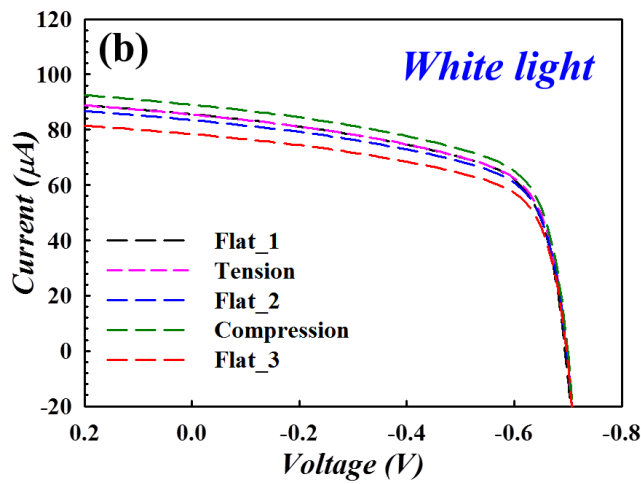 (b)
White light
Current (μA)
120
100
80
60
40
20
0
-20
Flat_1
Tension
Flat_2
Compression
Flat_3
0.2 0.0 -0.2 -0.4 -0.6 -0.8
Voltage (V)